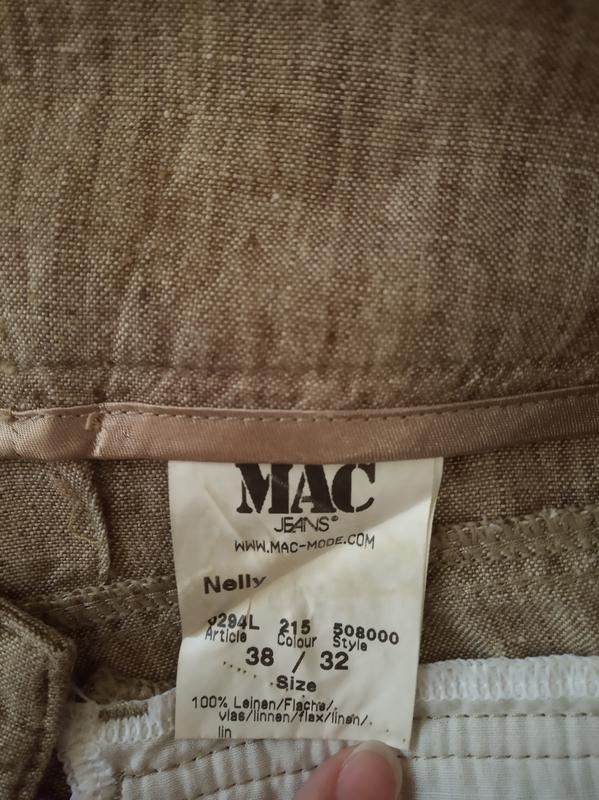 MAC
JEANS®
WWW.MAC-MODE.COM
Nelly
215 508000
Article Colour Style
38 / 32
Size
100% Leinen/Flachs/.
vlas/linnen/flax/linen/
lin